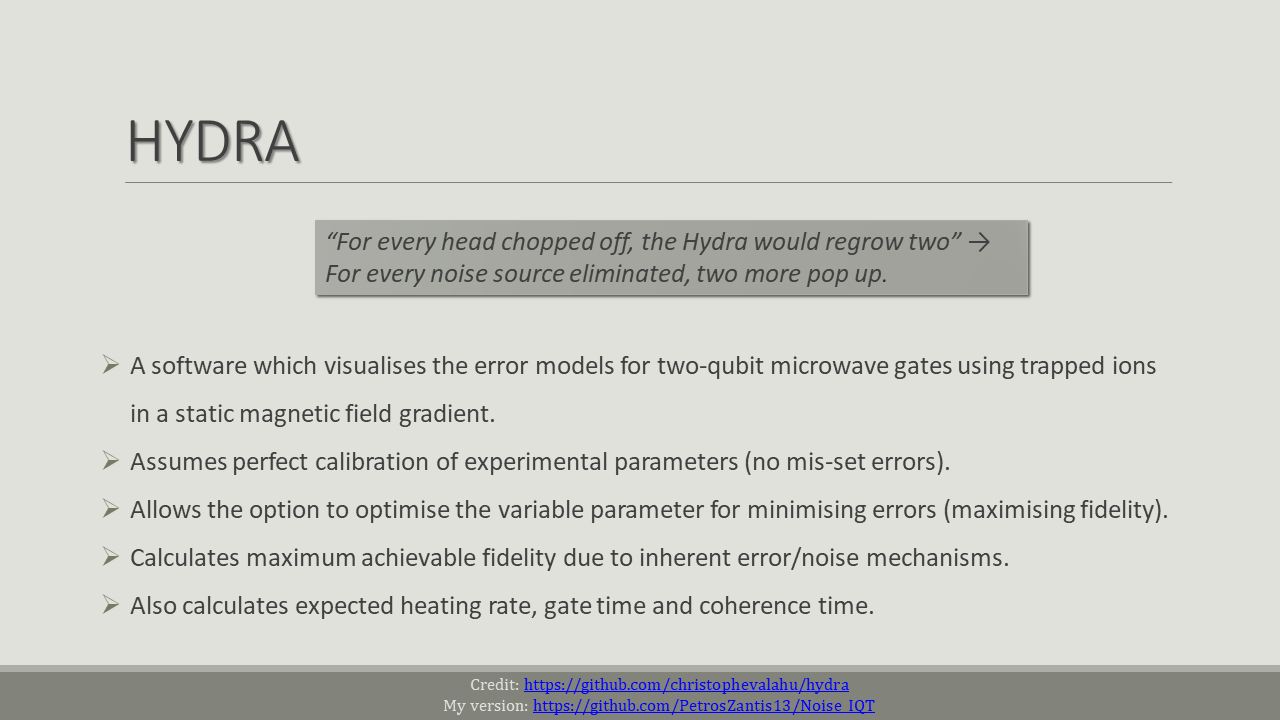 HYDRA
“For every head chopped off, the Hydra would regrow two” →
For every noise source eliminated, two more pop up.
➢ A software which visualises the error models for two-qubit microwave gates using trapped ions
in a static magnetic field gradient.
➢ Assumes perfect calibration of experimental parameters (no mis-set errors).
➢ Allows the option to optimise the variable parameter for minimising errors (maximising fidelity).
➢ Calculates maximum achievable fidelity due to inherent error/noise mechanisms.
➢ Also calculates expected heating rate, gate time and coherence time.
Credit: https://github.com/christophevalahu/hydra
My version: https://github.com/PetrosZantis13/Noise_IQT